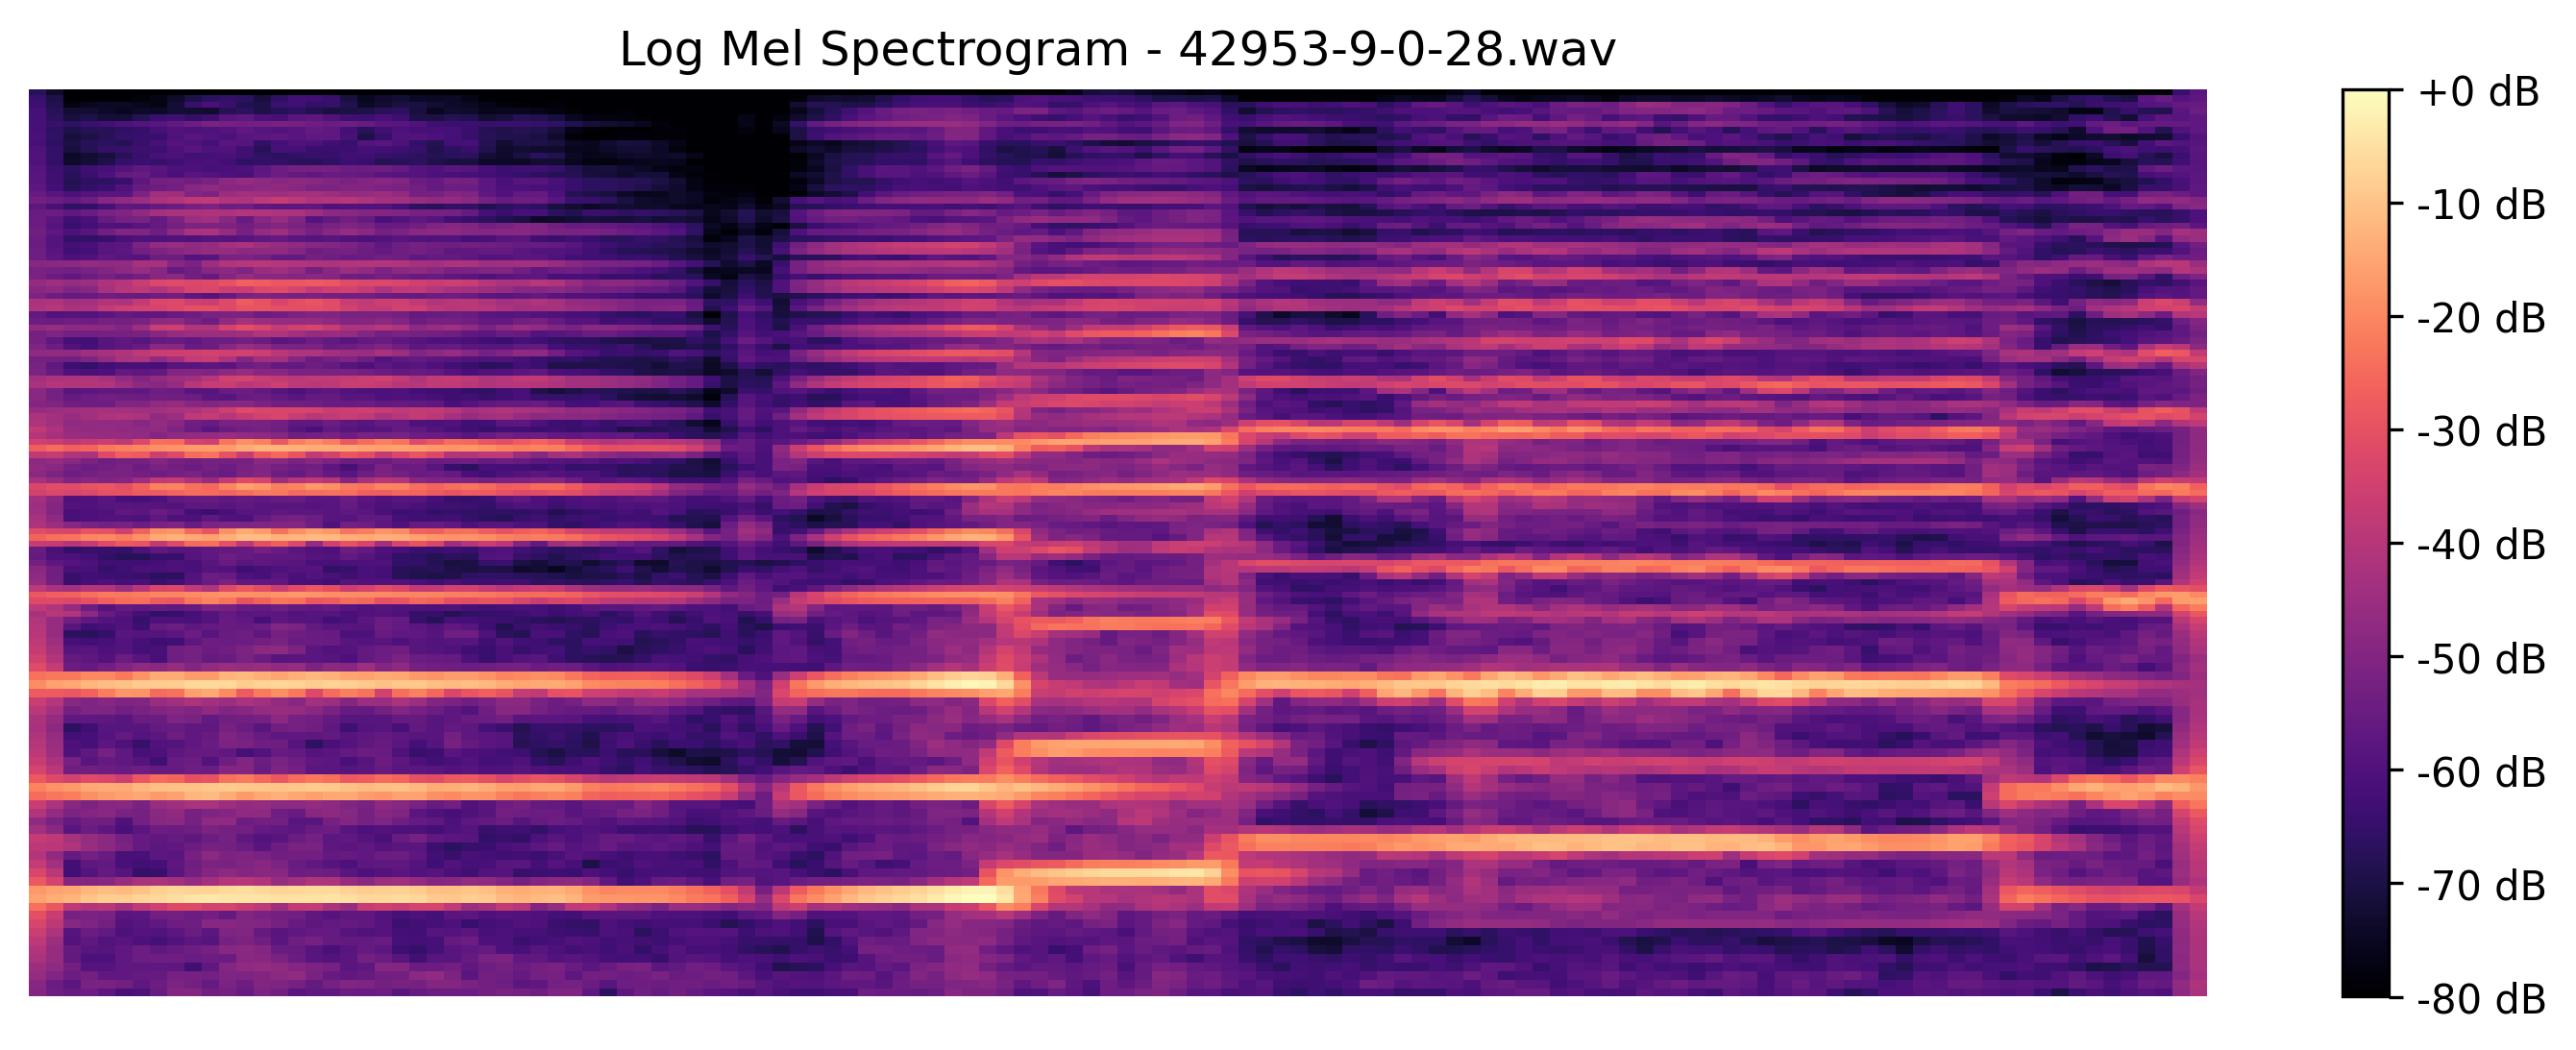 Log Mel Spectrogram - 42953-9-0-28.wav
+0 dB
-10 dB
-20 dB
-30 dB
-40 dB
-50 dB
-60 dB
-70 dB
-80 dB